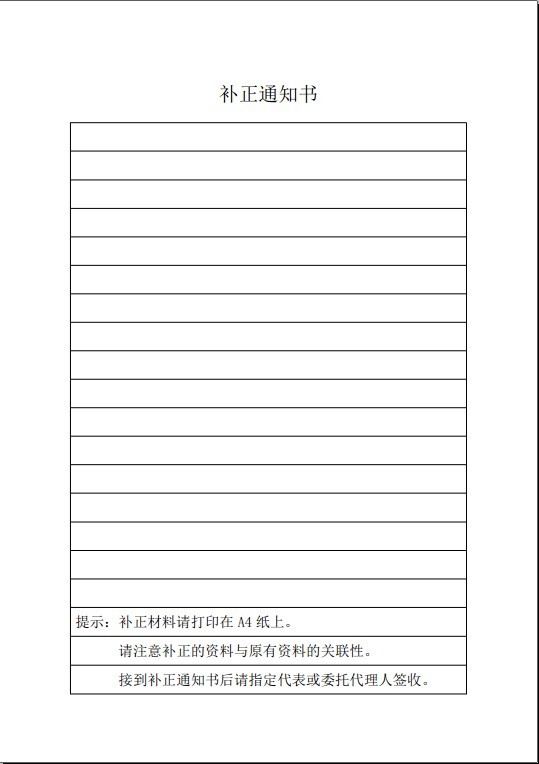 补正通知书
提示：补正材料请打印在 A4 纸上。
请注意补正的资料与原有资料的关联性。
接到补正通知书后请指定代表或委托代理人签收。